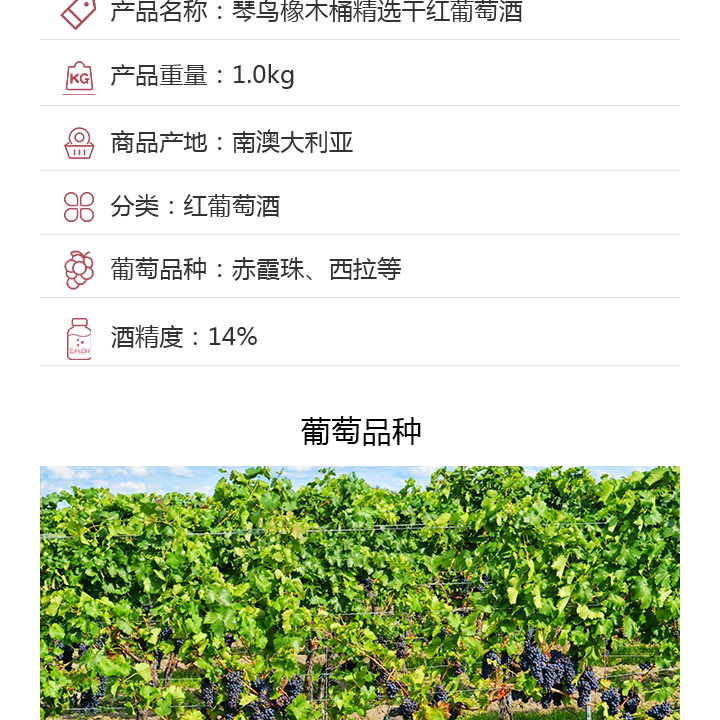 产品名称：琴鸟橡木桶精选干红葡萄酒
KG
产品重量：1.0kg
商品产地：南澳大利亚
分类：红葡萄酒
葡萄品种：赤霞珠、西拉等
C₂H₅OH
酒精度：14%
葡萄品种